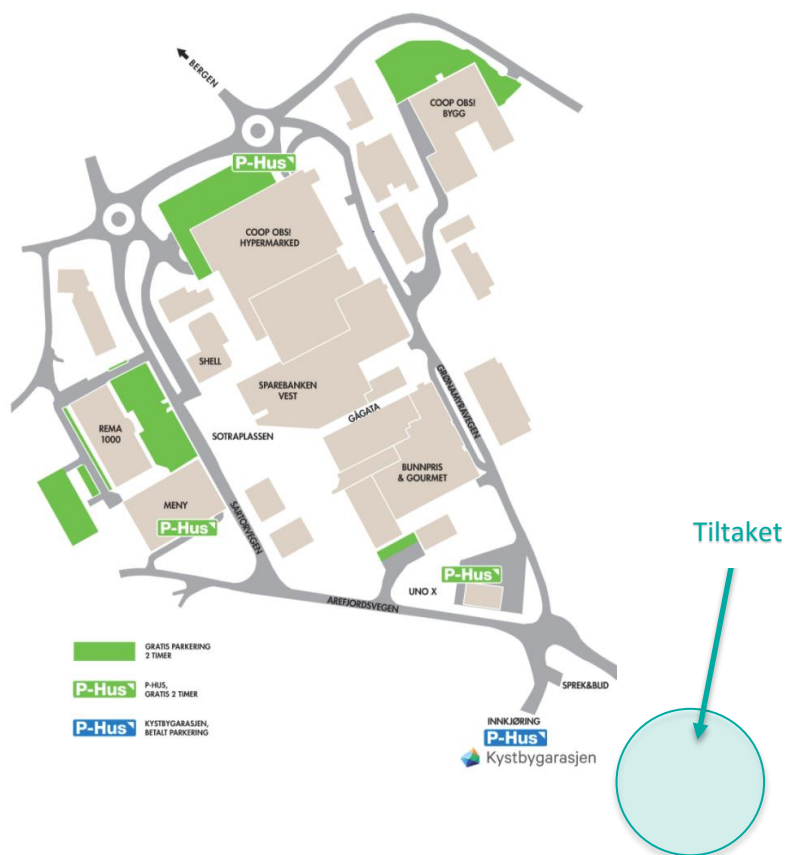 BERGEN
COOP OBS!
BYGG
P-Hus
COOP OBS!
HYPERMARKED
SHELL
SPAREBANKEN
VEST
GRØNAMYRAVEGEN
GÅGATA
REMA
1000
SOTRAPLASSEN
BUNNPRIS
& GOURMET
MENY
P-Hus
SARTORVEGEN
Tiltaket
P-Hus
UNO X
AREFJORDSVEGEN
GRATIS PARKERING
2 TIMER
SPREK&BLID
P-Hus
P-HUS,
GRATIS 2 TIMER
P-Hus
KYSTBYGARASJEN,
BETALT PARKERING
INNKJØRING
P-Hus
Kystbygarasjen